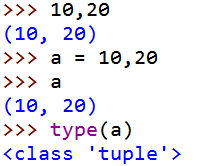 >>> 10,20
(10, 20)
>>> a = 10,20
>>> a
(10, 20)
>>> type(a)
<class 'tuple'>